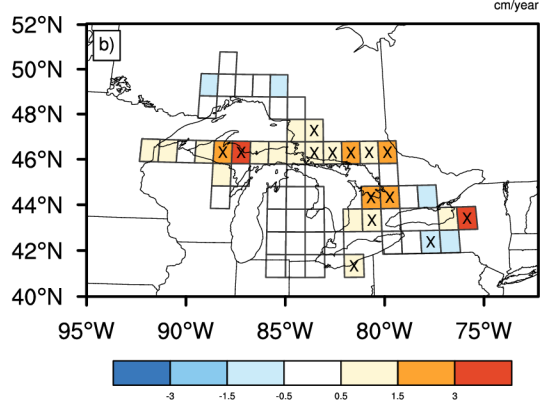 cm/year
52°N
b)
50°N
48°N
X
46°N X X X X X X X
44°N X X
X X
42°N X
X
40°N
95°W 90°W 85°W 80°W 75°W
-3 -1.5 -0.5 0.5 1.5 3